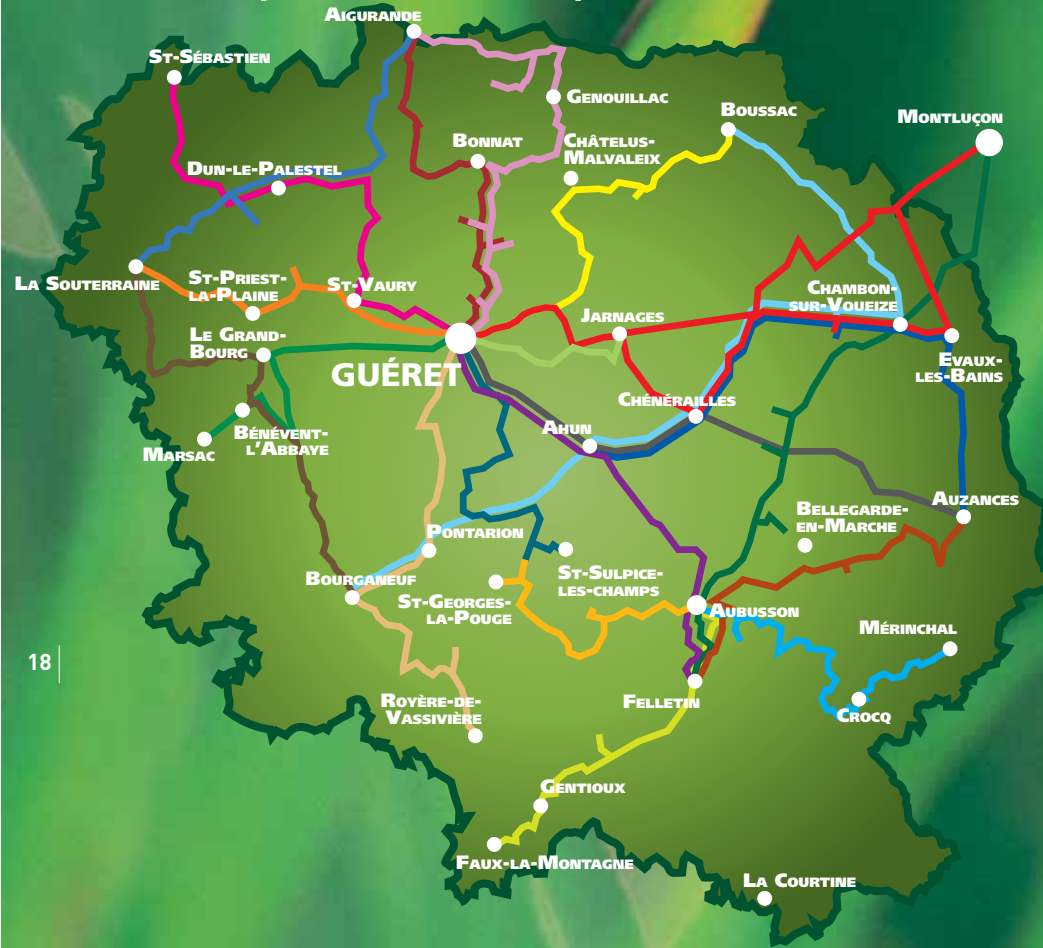 Aigurande
St-Sébastien
Genouillac
Boussac
Montluçon
Bonnat
Châtelus-
Malvaleix
Dun-le-Palestel
La Souterraine
St-Priest-
la-Plaine
St-Vaury
Chambon-
sur-Voueize
Jarnages
Le Grand-
Bourg
GUÉRET
Evaux-
les-Bains
Chénérailles
Ahun
Bénévent-
l'Abbaye
Marsac
Auzances
Bellegarde-
en-Marche
Pontarion
Bourganeuf
St-Sulpice-
les-champs
St-Georges-
la-Pouge
Aubusson
Mérinchal
18
Royère-de-
Vassivière
Felletin
Crocq
Gentioux
Faux-la-Montagne
La Courtine